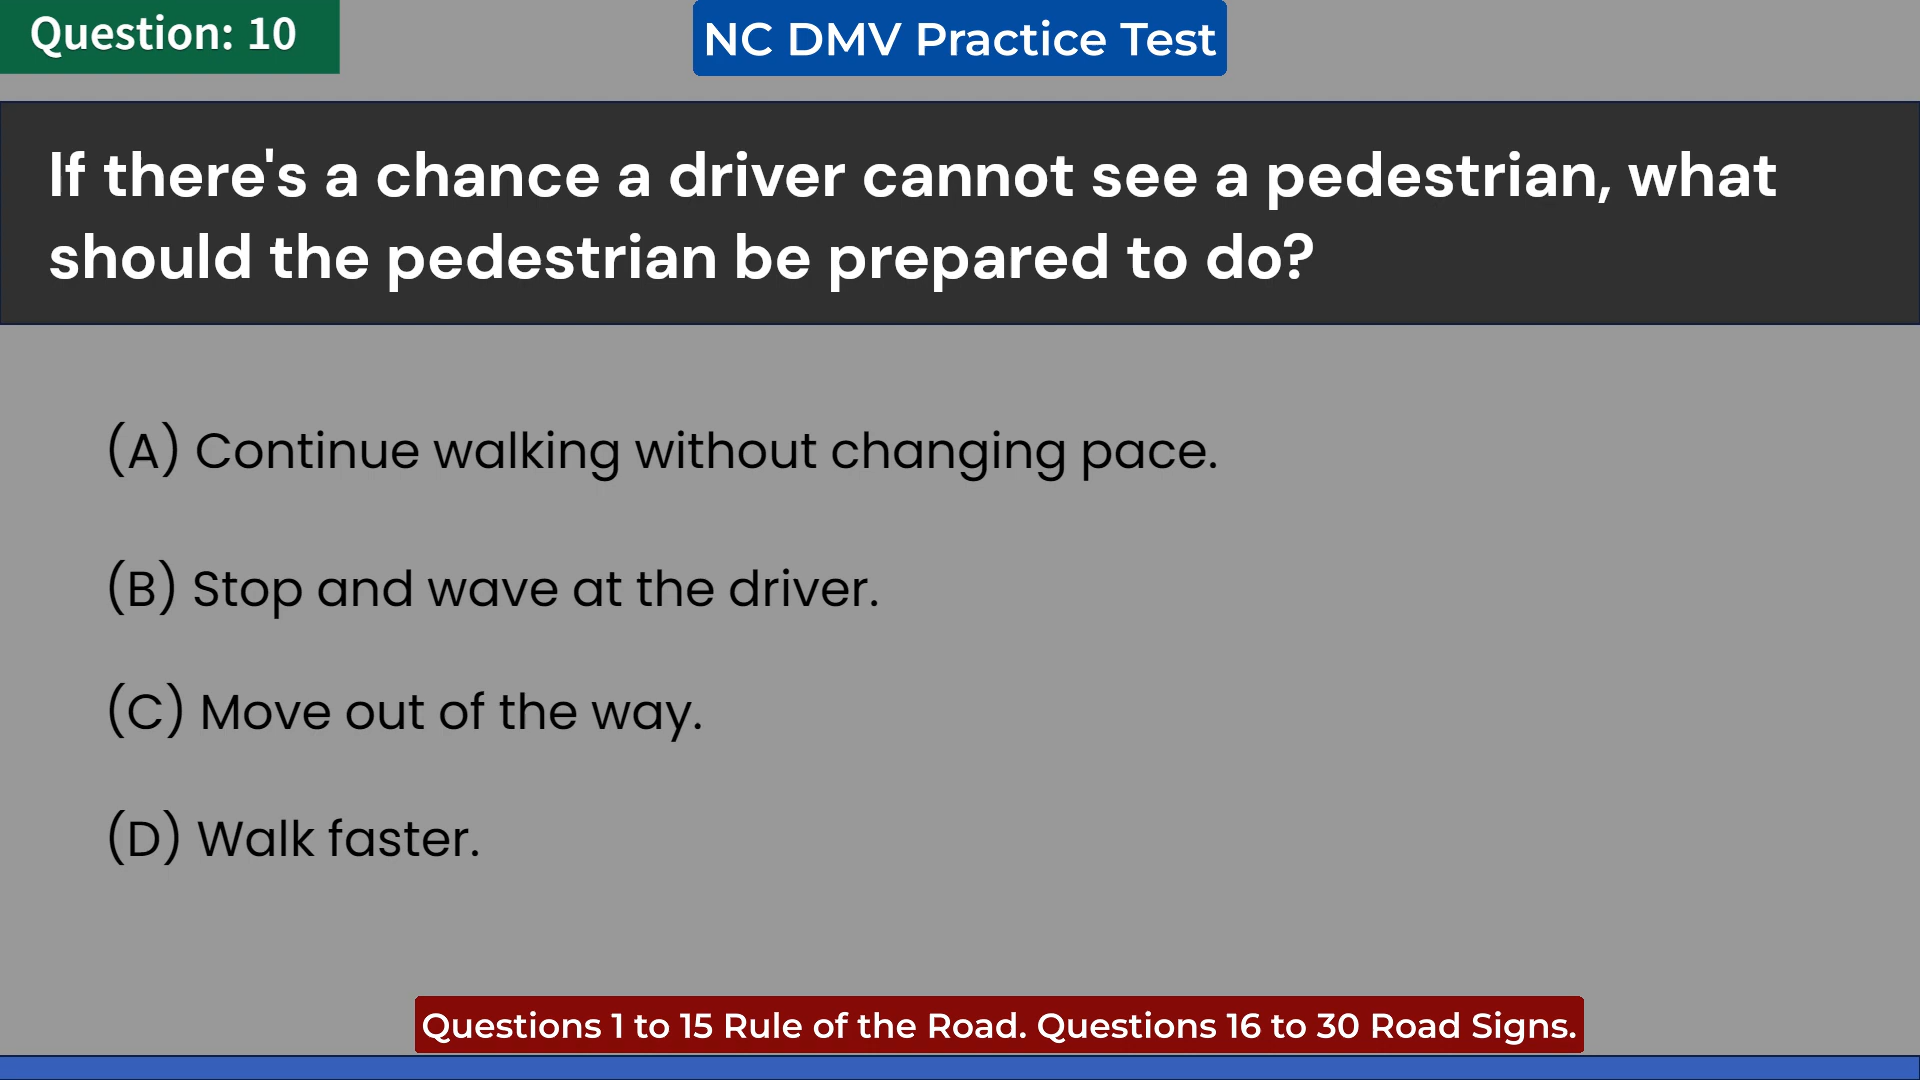 Question: 10
NC DMV Practice Test
If there's a chance a driver cannot see a pedestrian, what
should the pedestrian be prepared to do?
(A) Continue walking without changing pace.
(B) Stop and wave at the driver.
(C) Move out of the way.
(D) Walk faster.
Questions 1 to 15 Rule of the Road. Questions 16 to 30 Road Signs.